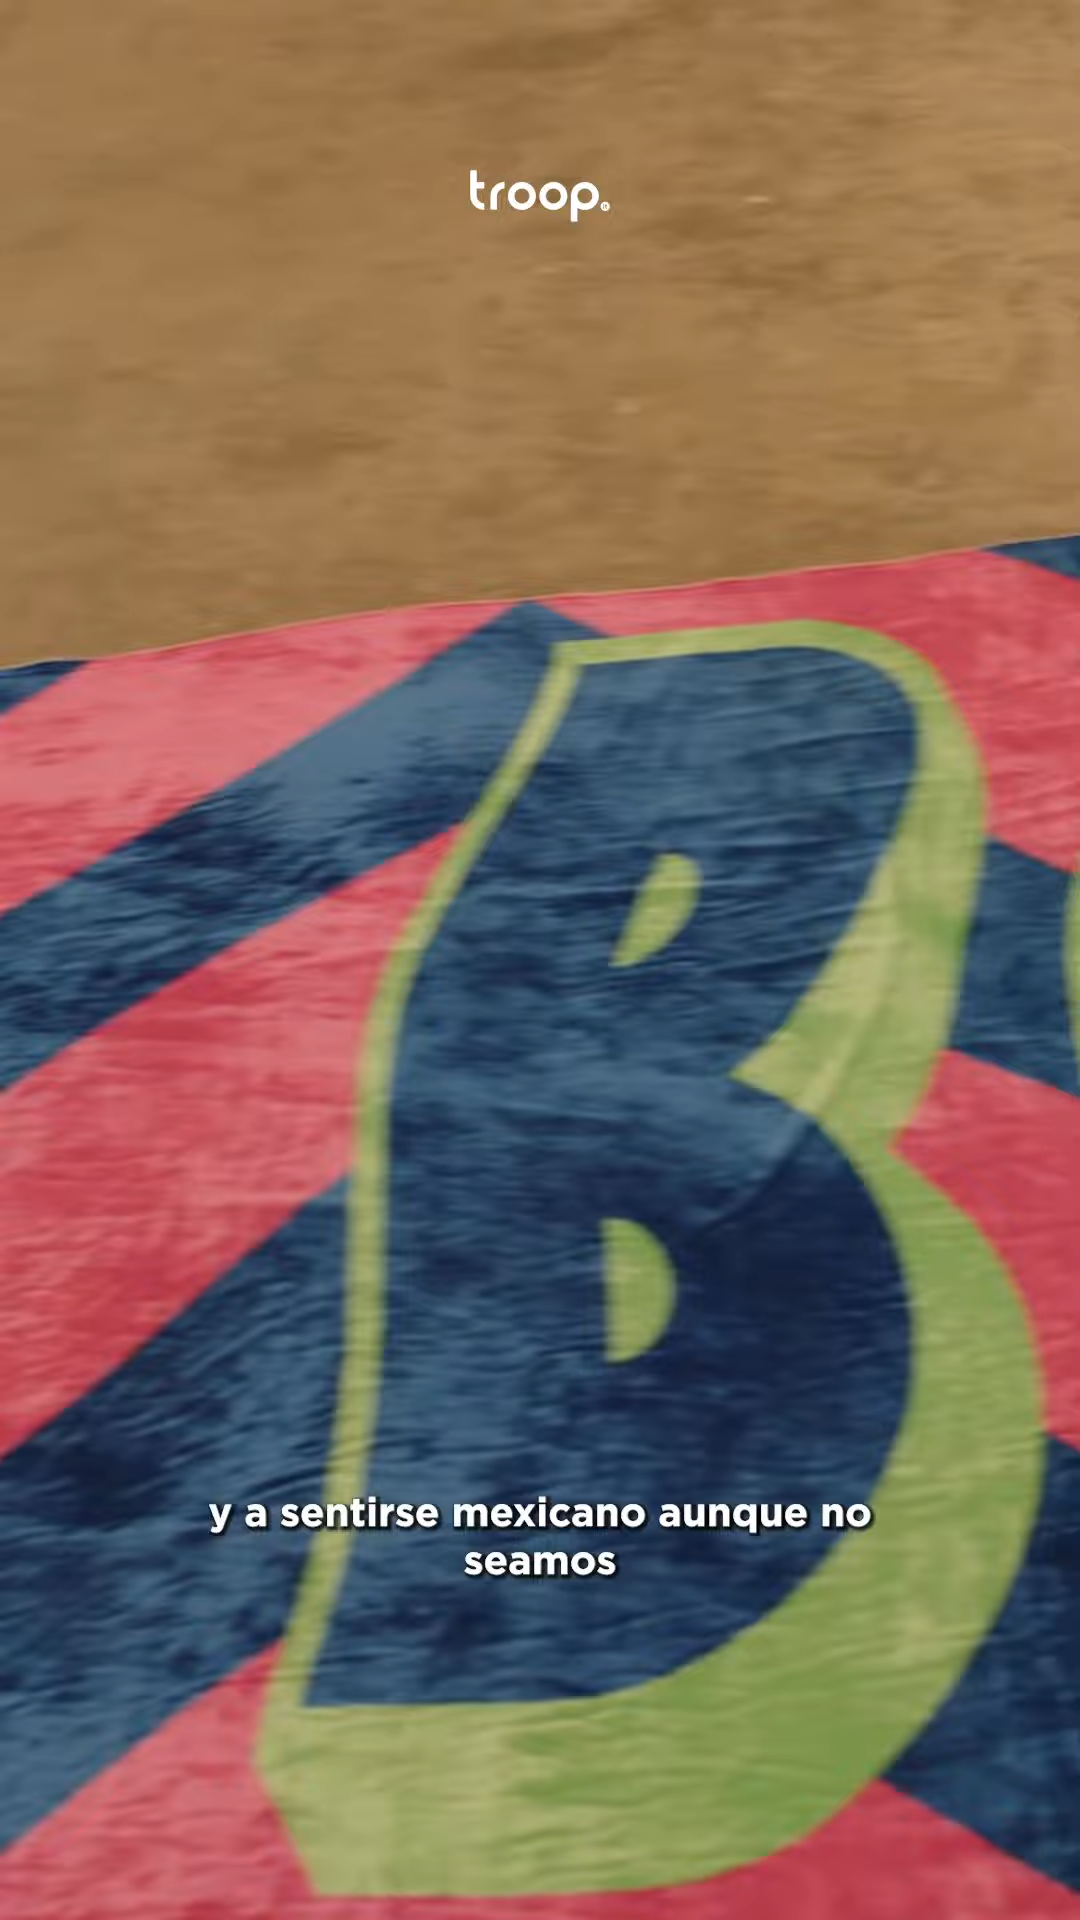 troop.
B
y a sentirse mexicano aunque no
seamos